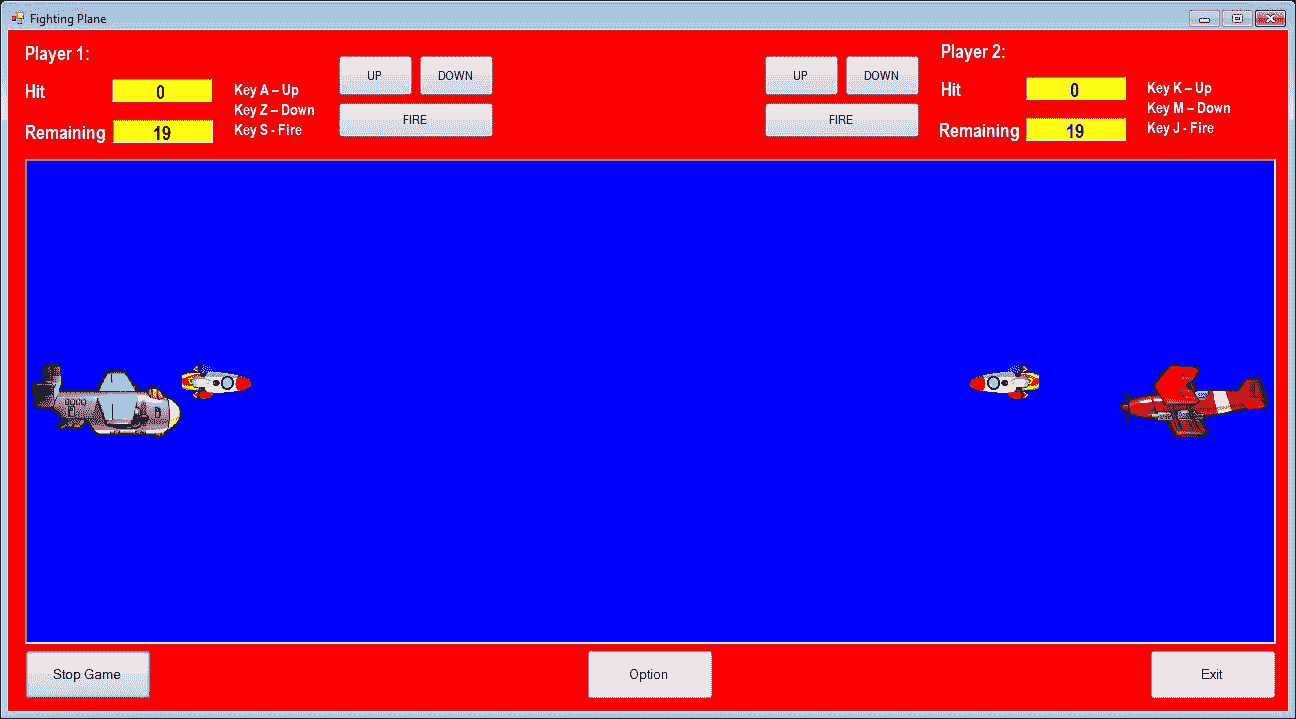 Fighting Plane
Player 1:
Hit 0
Remaining 19
Key A – Up
Key Z – Down
Key S - Fire
UP DOWN
FIRE
UP DOWN
FIRE
Player 2:
Hit 0
Remaining 19
Key K – Up
Key M – Down
Key J - Fire
Stop Game Option Exit